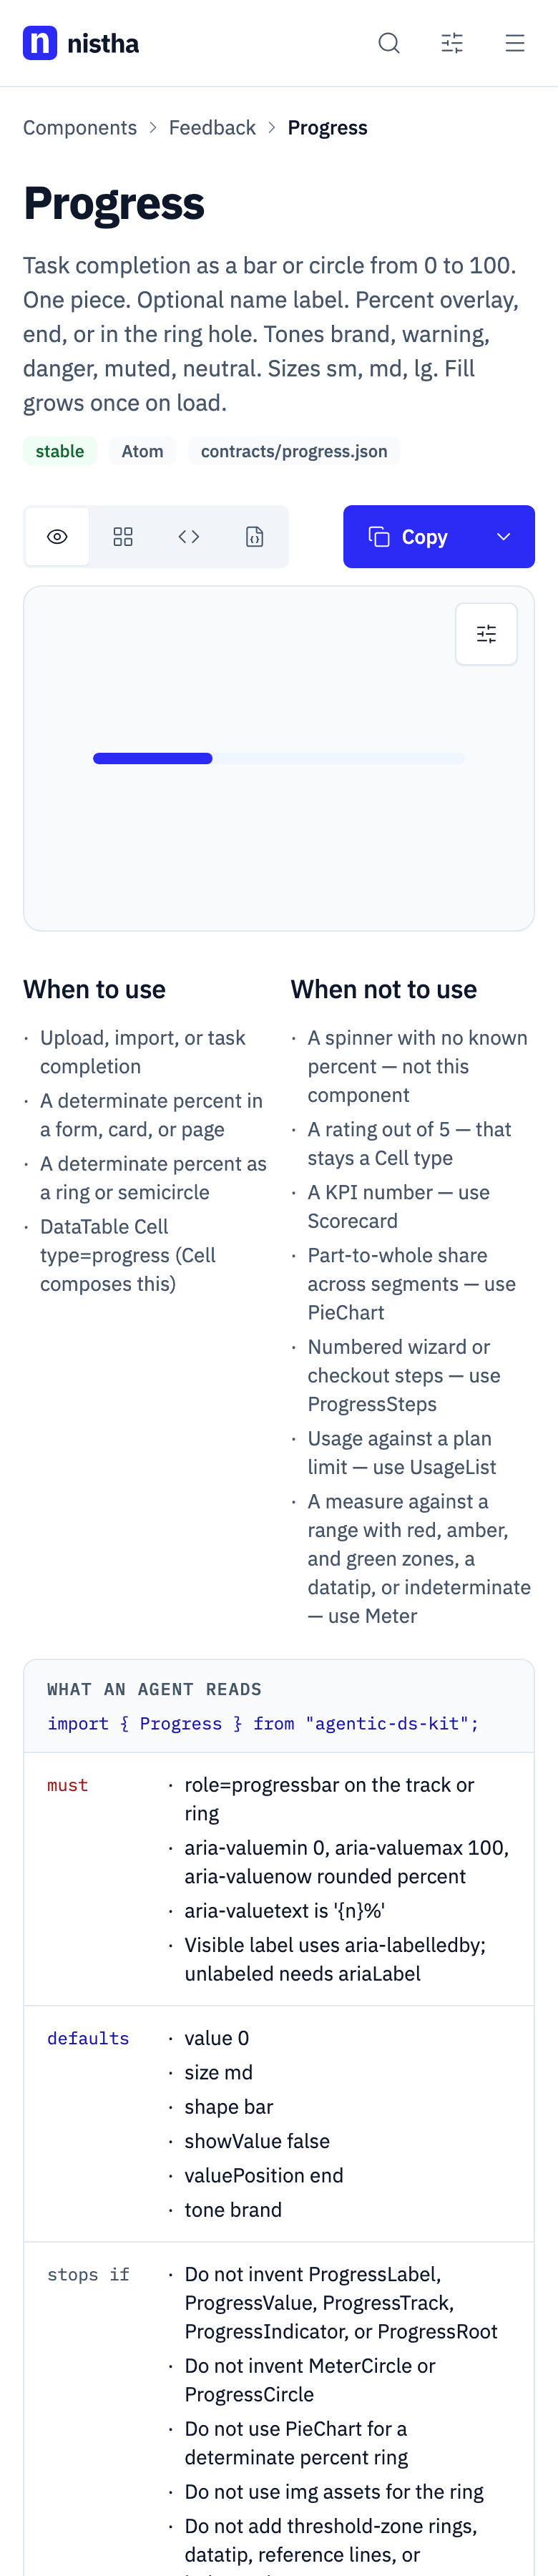 n nistha
Components > Feedback > Progress
Progress
Task completion as a bar or circle from 0 to 100.
One piece. Optional name label. Percent overlay,
end, or in the ring hole. Tones brand, warning,
danger, muted, neutral. Sizes sm, md, lg. Fill
grows once on load.
stable Atom contracts/progress.json
Copy
When to use
· Upload, import, or task
completion
· A determinate percent in
a form, card, or page
· A determinate percent as
a ring or semicircle
· DataTable Cell
type=progress (Cell
composes this)
When not to use
· A spinner with no known
percent — not this
component
· A rating out of 5 — that
stays a Cell type
· A KPI number — use
Scorecard
· Part-to-whole share
across segments — use
PieChart
· Numbered wizard or
checkout steps — use
ProgressSteps
· Usage against a plan
limit — use UsageList
· A measure against a
range with red, amber,
and green zones, a
datatip, or indeterminate
— use Meter
WHAT AN AGENT READS
import { Progress } from "agentic-ds-kit";
must
· role=progressbar on the track or
ring
· aria-valuemin 0, aria-valuemax 100,
aria-valuenow rounded percent
· aria-valuetext is '{n}%'
· Visible label uses aria-labelledby;
unlabeled needs ariaLabel
defaults
· value 0
· size md
· shape bar
· showValue false
· valuePosition end
· tone brand
stops if
· Do not invent ProgressLabel,
ProgressValue, ProgressTrack,
ProgressIndicator, or ProgressRoot
· Do not invent MeterCircle or
ProgressCircle
· Do not use PieChart for a
determinate percent ring
· Do not use img assets for the ring
· Do not add threshold-zone rings,
datatip, reference lines, or